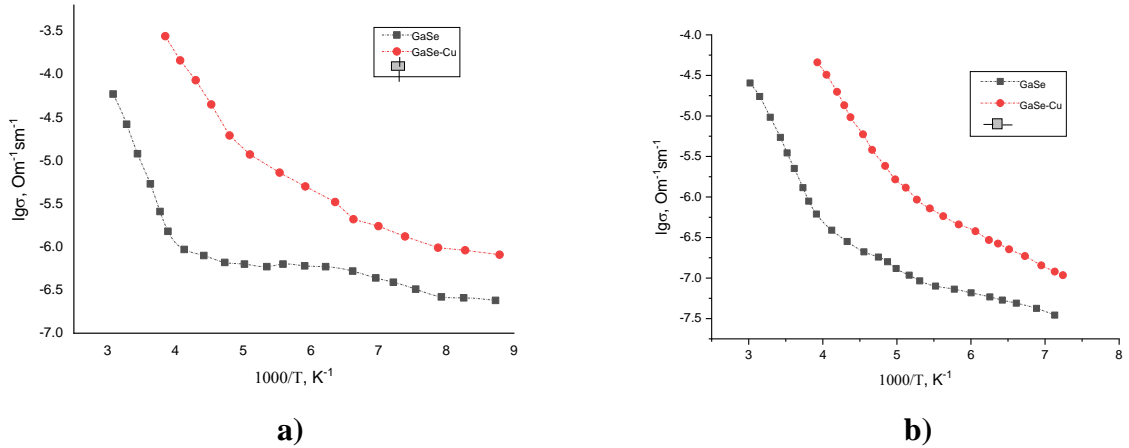 -3.5
-4.0
-4.5
-5.0
-5.5
-6.0
-6.5
-7.0
lgσ, Om⁻¹sm⁻¹
GaSe
GaSe-Cu
3 4 5 6 7 8 9
1000/T, K⁻¹
a)
-4.0
-4.5
-5.0
-5.5
-6.0
-6.5
-7.0
-7.5
lgσ, Om⁻¹sm⁻¹
GaSe
GaSe-Cu
3 4 5 6 7 8
1000/T, K⁻¹
b)